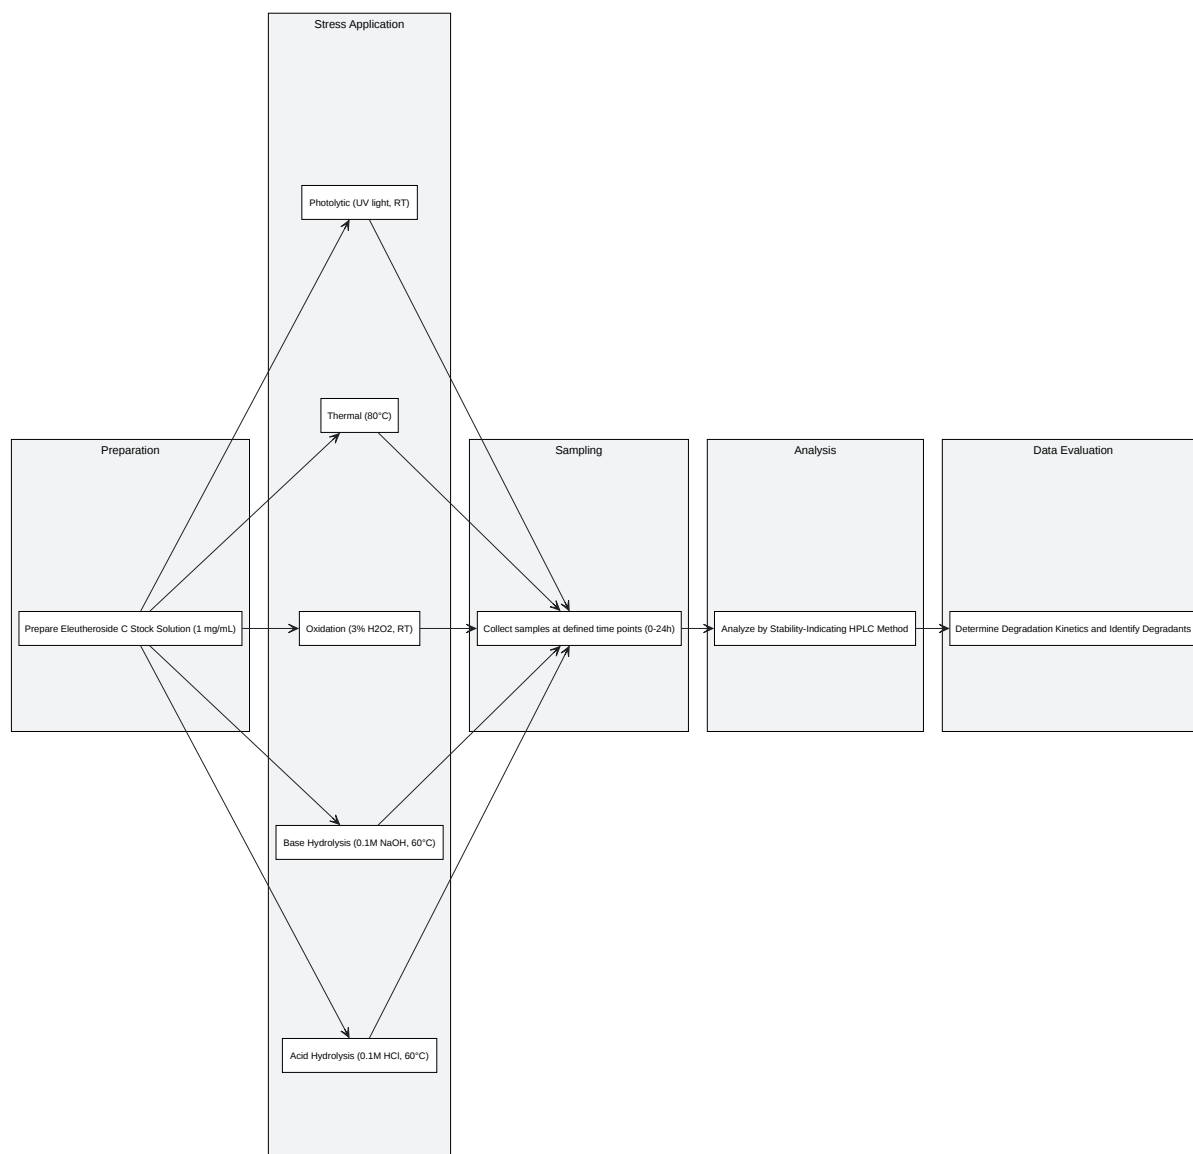 Stress Application
Photolytic (UV light, RT)
Thermal (80°C)
Preparation
Sampling
Analysis
Data Evaluation
Prepare Eleutheroside C Stock Solution (1 mg/mL)
Oxidation (3% H2O2, RT)
Collect samples at defined time points (0-24h)
Analyze by Stability-Indicating HPLC Method
Determine Degradation Kinetics and Identify Degradants
Base Hydrolysis (0.1M NaOH, 60°C)
Acid Hydrolysis (0.1M HCl, 60°C)